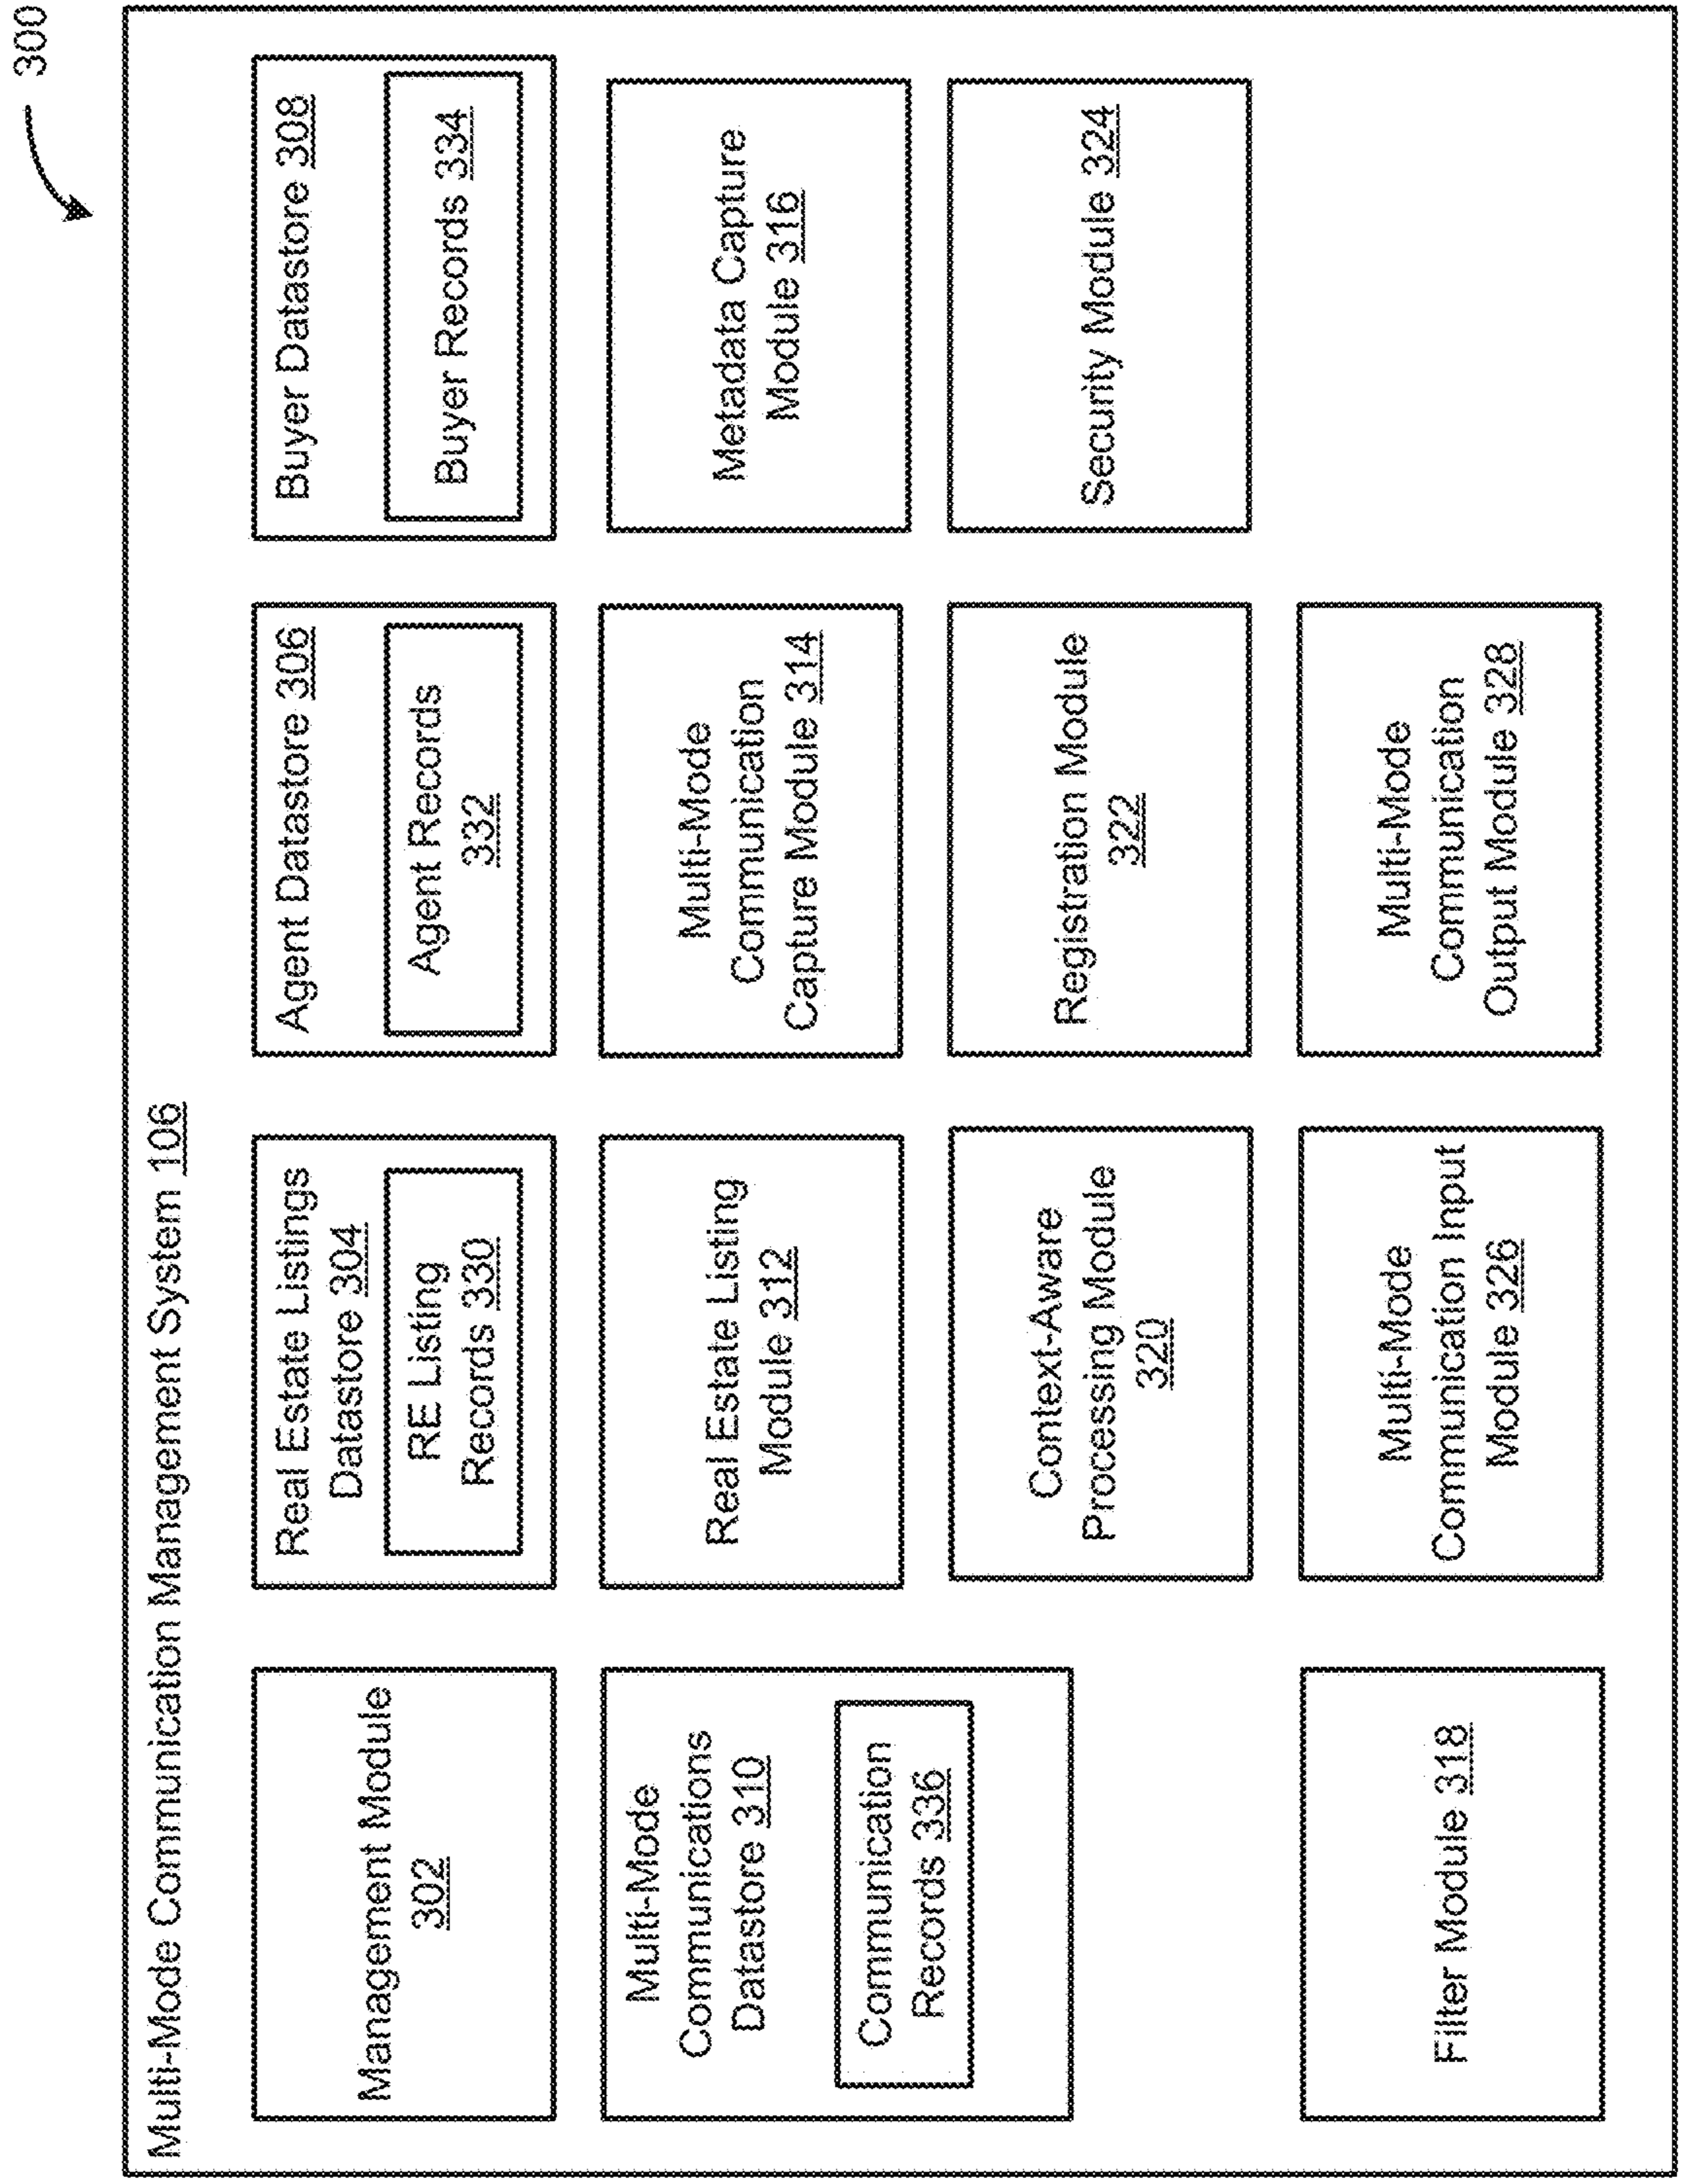 300
Multi-Mode Communication Management System 106
Management Module
302
Real Estate Listings
Datastore 304
RE Listing
Records 330
Agent Datastore 306
Agent Records
332
Buyer Datastore 308
Buyer Records 334
Multi-Mode
Communications
Datastore 310
Communication
Records 336
Real Estate Listing
Module 312
Multi-Mode
Communication
Capture Module 314
Metadata Capture
Module 316
Context-Aware
Processing Module
320
Registration Module
322
Security Module 324
Filter Module 318
Multi-Mode
Communication Input
Module 326
Multi-Mode
Communication
Output Module 328